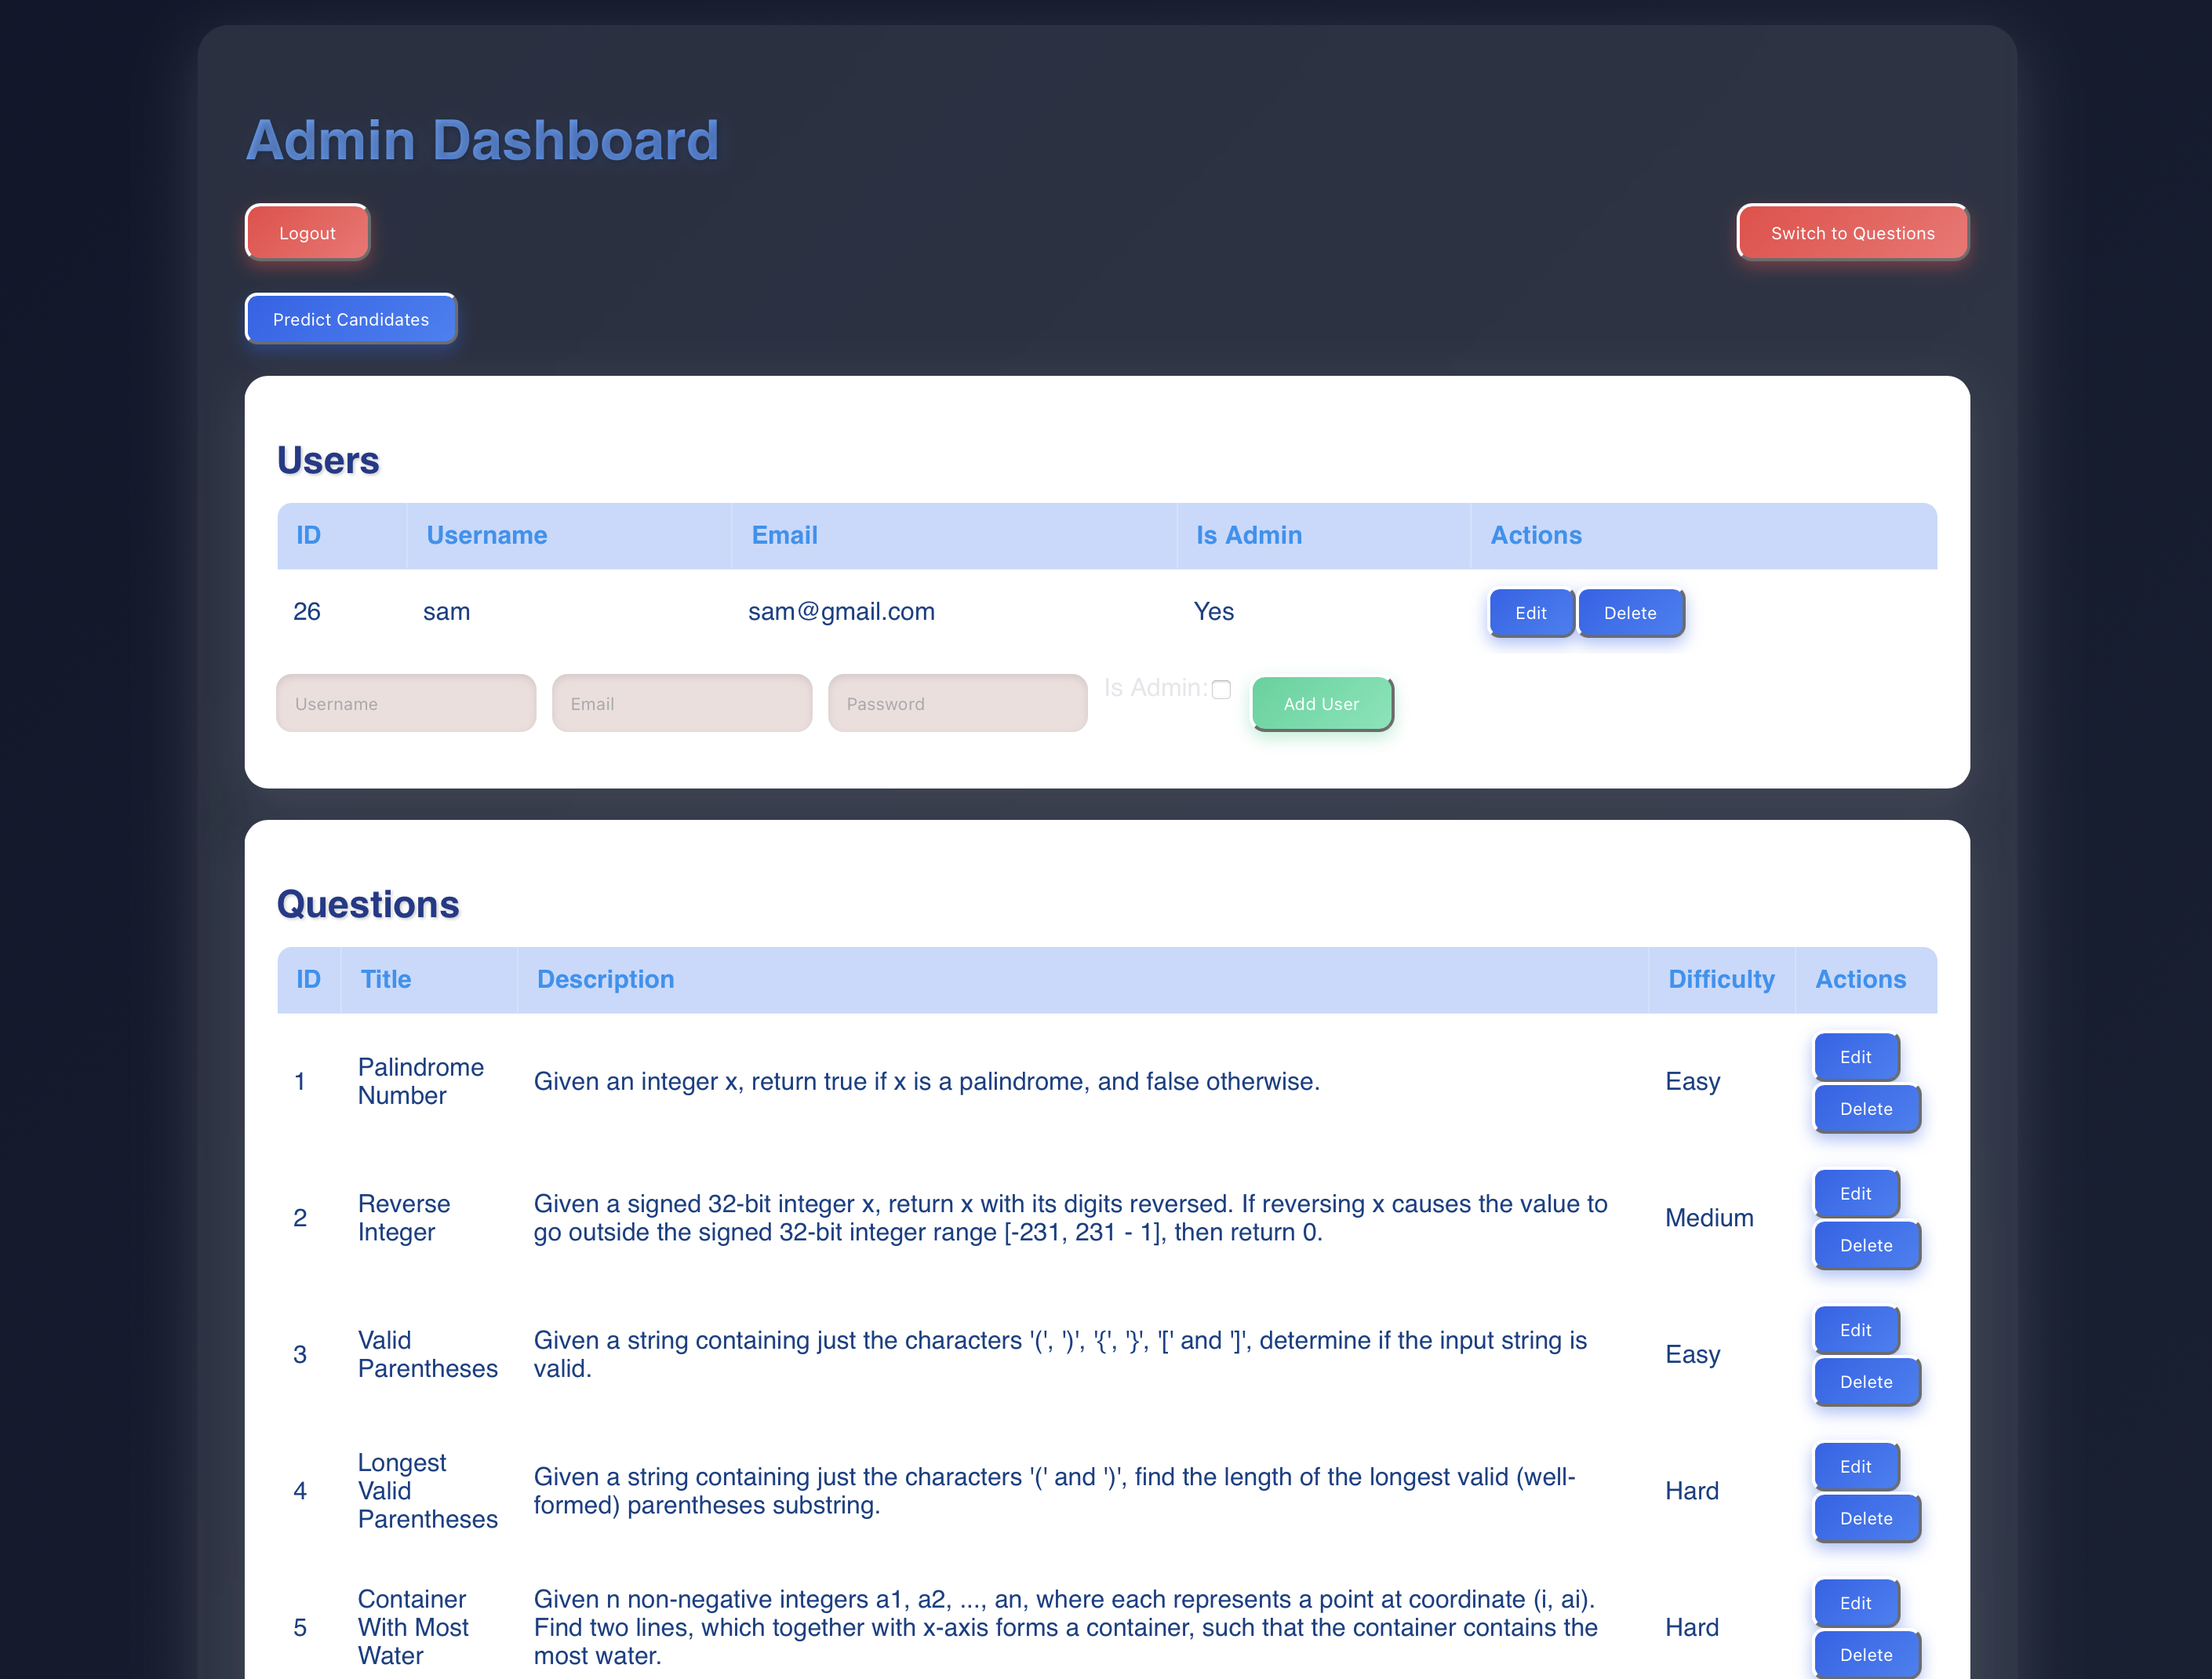 Admin Dashboard
Logout
Switch to Questions
Predict Candidates
Users
ID Username Email Is Admin Actions
26 sam sam@gmail.com Yes Edit Delete
Username Email Password Is Admin: Add User
Questions
ID Title Description Difficulty Actions
1 Palindrome Number Given an integer x, return true if x is a palindrome, and false otherwise. Easy Edit Delete
2 Reverse Integer Given a signed 32-bit integer x, return x with its digits reversed. If reversing x causes the value to
go outside the signed 32-bit integer range [-231, 231 - 1], then return 0. Medium Edit Delete
3 Valid Parentheses Given a string containing just the characters '(', ')', '{', '}', '[' and ']', determine if the input string is
valid. Easy Edit Delete
4 Longest Valid Parentheses Given a string containing just the characters '(' and ')', find the length of the longest valid (well-
formed) parentheses substring. Hard Edit Delete
5 Container With Most Water Given n non-negative integers a1, a2, ..., an, where each represents a point at coordinate (i, ai).
Find two lines, which together with x-axis forms a container, such that the container contains the
most water. Hard Edit Delete